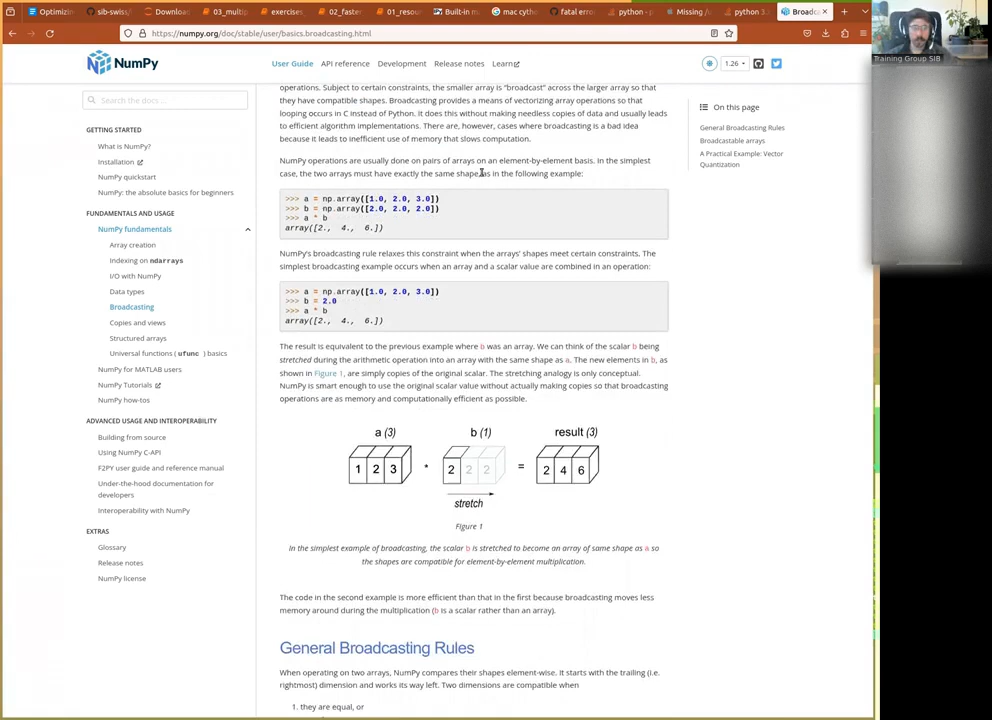 Optimizin
sib-swiss/
Downloa
03_multip
exercises
02_faster
01_resou
Built-in m
mac cytho
fatal erro
python - p
Missing /u
python 3.
Broadc
https://numpy.org/doc/stable/user/basics.broadcasting.html
Training Group SIB
NumPy
User Guide
API reference
Development
Release notes
Learn
1.26
Search the docs ...
GETTING STARTED
What is NumPy?
Installation
NumPy quickstart
NumPy: the absolute basics for beginners
FUNDAMENTALS AND USAGE
NumPy fundamentals
Array creation
Indexing on ndarrays
I/O with NumPy
Data types
Broadcasting
Copies and views
Structured arrays
Universal functions ( ufunc ) basics
NumPy for MATLAB users
NumPy Tutorials
NumPy how-tos
ADVANCED USAGE AND INTEROPERABILITY
Building from source
Using NumPy C-API
F2PY user guide and reference manual
Under-the-hood documentation for
developers
Interoperability with NumPy
EXTRAS
Glossary
Release notes
NumPy license
operations. Subject to certain constraints, the smaller array is "broadcast" across the larger array so that
they have compatible shapes. Broadcasting provides a means of vectorizing array operations so that
looping occurs in C instead of Python. It does this without making needless copies of data and usually leads
to efficient algorithm implementations. There are, however, cases where broadcasting is a bad idea
because it leads to inefficient use of memory that slows computation.
NumPy operations are usually done on pairs of arrays on an element-by-element basis. In the simplest
case, the two arrays must have exactly the same shape, as in the following example:
>>> a = np.array([1.0, 2.0, 3.0])
>>> b = np.array([2.0, 2.0, 2.0])
>>> a * b
array([2., 4., 6.])
NumPy's broadcasting rule relaxes this constraint when the arrays' shapes meet certain constraints. The
simplest broadcasting example occurs when an array and a scalar value are combined in an operation:
>>> a = np.array([1.0, 2.0, 3.0])
>>> b = 2.0
>>> a * b
array([2., 4., 6.])
The result is equivalent to the previous example where b was an array. We can think of the scalar b being
stretched during the arithmetic operation into an array with the same shape as a. The new elements in b, as
shown in Figure 1, are simply copies of the original scalar. The stretching analogy is only conceptual.
NumPy is smart enough to use the original scalar value without actually making copies so that broadcasting
operations are as memory and computationally efficient as possible.
a (3) b (1) result (3)
1 2 3 * 2 2 2 = 2 4 6
stretch
Figure 1
In the simplest example of broadcasting, the scalar b is stretched to become an array of same shape as a so
the shapes are compatible for element-by-element multiplication.
The code in the second example is more efficient than that in the first because broadcasting moves less
memory around during the multiplication (b is a scalar rather than an array).
General Broadcasting Rules
When operating on two arrays, NumPy compares their shapes element-wise. It starts with the trailing (i.e.
rightmost) dimension and works its way left. Two dimensions are compatible when
1. they are equal, or
On this page
General Broadcasting Rules
Broadcastable arrays
A Practical Example: Vector
Quantization